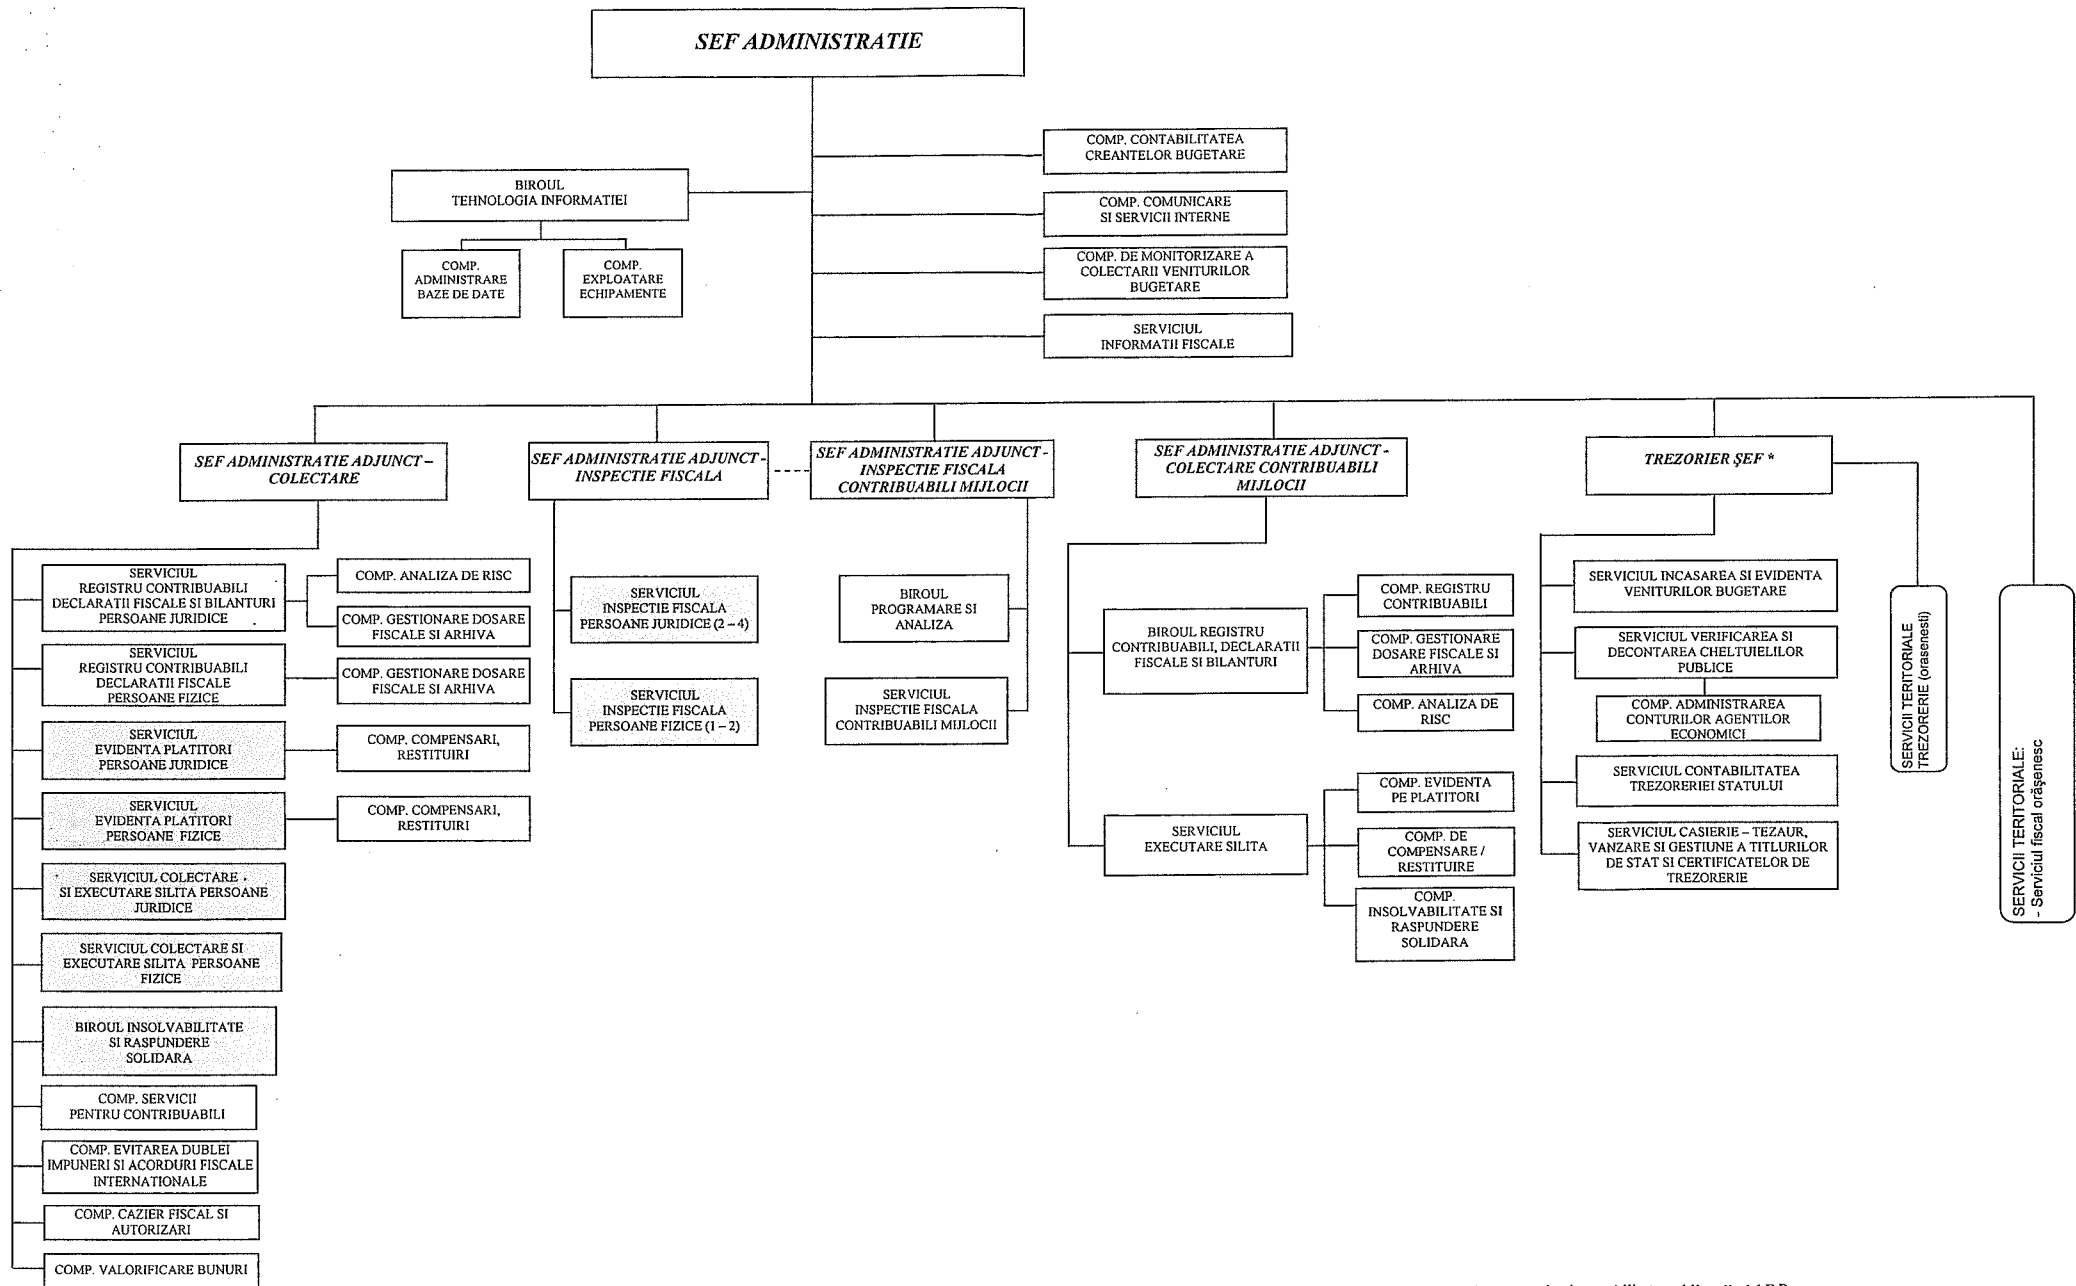 SEF ADMINISTRATIE
COMP. CONTABILITATEA
CREANTELOR BUGETARE
BIROUL
TEHNOLOGIA INFORMATIEI
COMP. COMUNICARE
SI SERVICII INTERNE
COMP.
ADMINISTRARE
BAZE DE DATE
COMP.
EXPLOATARE
ECHIPAMENTE
COMP. DE MONITORIZARE A
COLECTARII VENITURILOR
BUGETARE
SERVICIUL
INFORMATII FISCALE
SEF ADMINISTRATIE ADJUNCT –
COLECTARE
SEF ADMINISTRATIE ADJUNCT -
INSPECTIE FISCALA
SEF ADMINISTRATIE ADJUNCT -
INSPECTIE FISCALA
CONTRIBUABILI MIJLOCII
SEF ADMINISTRATIE ADJUNCT -
COLECTARE CONTRIBUABILI
MIJLOCII
TREZORIER ŞEF *
SERVICIUL
REGISTRU CONTRIBUABILI
DECLARATII FISCALE SI BILANTURI
PERSOANE JURIDICE
COMP. ANALIZA DE RISC
COMP. GESTIONARE DOSARE
FISCALE SI ARHIVA
SERVICIUL
REGISTRU CONTRIBUABILI
DECLARATII FISCALE
PERSOANE FIZICE
COMP. GESTIONARE DOSARE
FISCALE SI ARHIVA
SERVICIUL
EVIDENTA PLATITORI
PERSOANE JURIDICE
COMP. COMPENSARI,
RESTITUIRI
SERVICIUL
EVIDENTA PLATITORI
PERSOANE FIZICE
COMP. COMPENSARI,
RESTITUIRI
SERVICIUL COLECTARE
SI EXECUTARE SILITA PERSOANE
JURIDICE
SERVICIUL COLECTARE SI
EXECUTARE SILITA PERSOANE
FIZICE
BIROUL INSOLVABILITATE
SI RASPUNDERE
SOLIDARA
COMP. SERVICII
PENTRU CONTRIBUABILI
COMP. EVITAREA DUBLEI
IMPUNERI SI ACORDURI FISCALE
INTERNATIONALE
COMP. CAZIER FISCAL SI
AUTORIZARI
COMP. VALORIFICARE BUNURI
SERVICIUL
INSPECTIE FISCALA
PERSOANE JURIDICE (2 – 4)
SERVICIUL
INSPECTIE FISCALA
PERSOANE FIZICE (1 – 2)
BIROUL
PROGRAMARE SI
ANALIZA
SERVICIUL
INSPECTIE FISCALA
CONTRIBUABILI MIJLOCII
BIROUL REGISTRU
CONTRIBUABILI, DECLARATII
FISCALE SI BILANTURI
COMP. REGISTRU
CONTRIBUABILI
COMP. GESTIONARE
DOSARE FISCALE SI
ARHIVA
COMP. ANALIZA DE
RISC
SERVICIUL
EXECUTARE SILITA
COMP. EVIDENTA
PE PLATITORI
COMP. DE
COMPENSARE /
RESTITUIRE
COMP.
INSOLVABILITATE SI
RASPUNDERE
SOLIDARA
SERVICIUL INCASAREA SI EVIDENTA
VENITURILOR BUGETARE
SERVICIUL VERIFICAREA SI
DECONTAREA CHELTUIELILOR
PUBLICE
COMP. ADMINISTRAREA
CONTURILOR AGENTILOR
ECONOMICI
SERVICIUL CONTABILITATEA
TREZORERIEI STATULUI
SERVICIUL CASIERIE – TEZAUR,
VANZARE SI GESTIUNE A TITLURILOR
DE STAT SI CERTIFICATELOR DE
TREZORERIE
SERVICII TERITORIALE
TREZORERIE (orasenesti)
SERVICII TERITORIALE:
- Serviciul fiscal orăşenesc